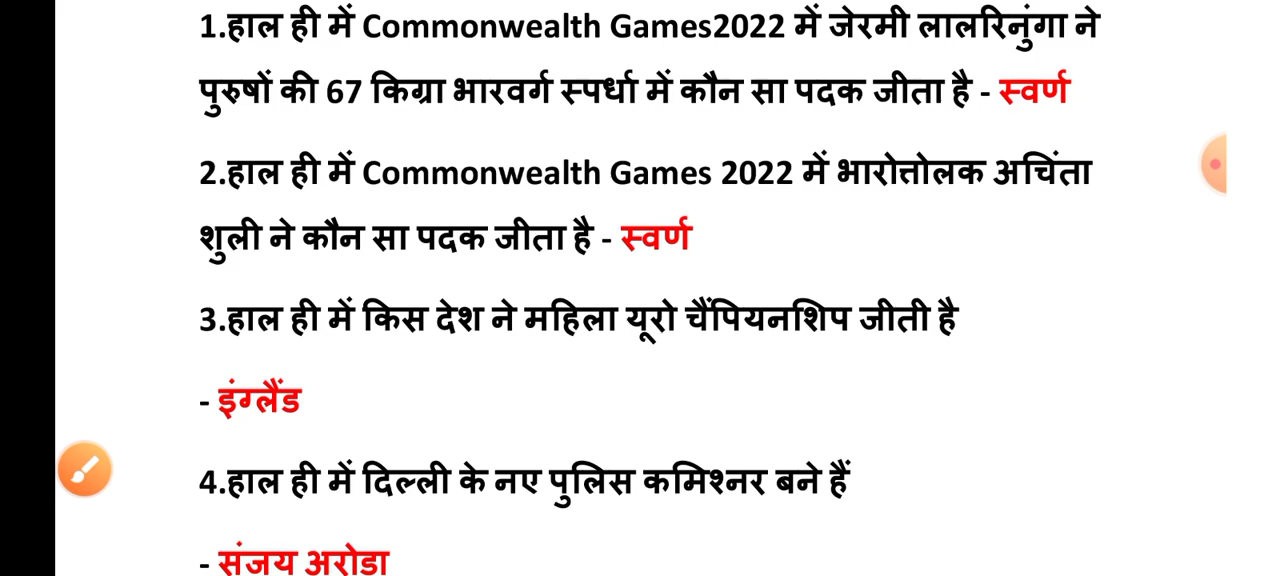 1.हाल ही में Commonwealth Games2022 में जेरमी लालरिनुंगा ने
पुरुषों की 67 किग्रा भारवर्ग स्पर्धा में कौन सा पदक जीता है - स्वर्ण
2.हाल ही में Commonwealth Games 2022 में भारोत्तोलक अचिंता
शुली ने कौन सा पदक जीता है - स्वर्ण
3.हाल ही में किस देश ने महिला यूरो चैंपियनशिप जीती है
- इंग्लैंड
4.हाल ही में दिल्ली के नए पुलिस कमिश्नर बने हैं
- संजय अरोडा